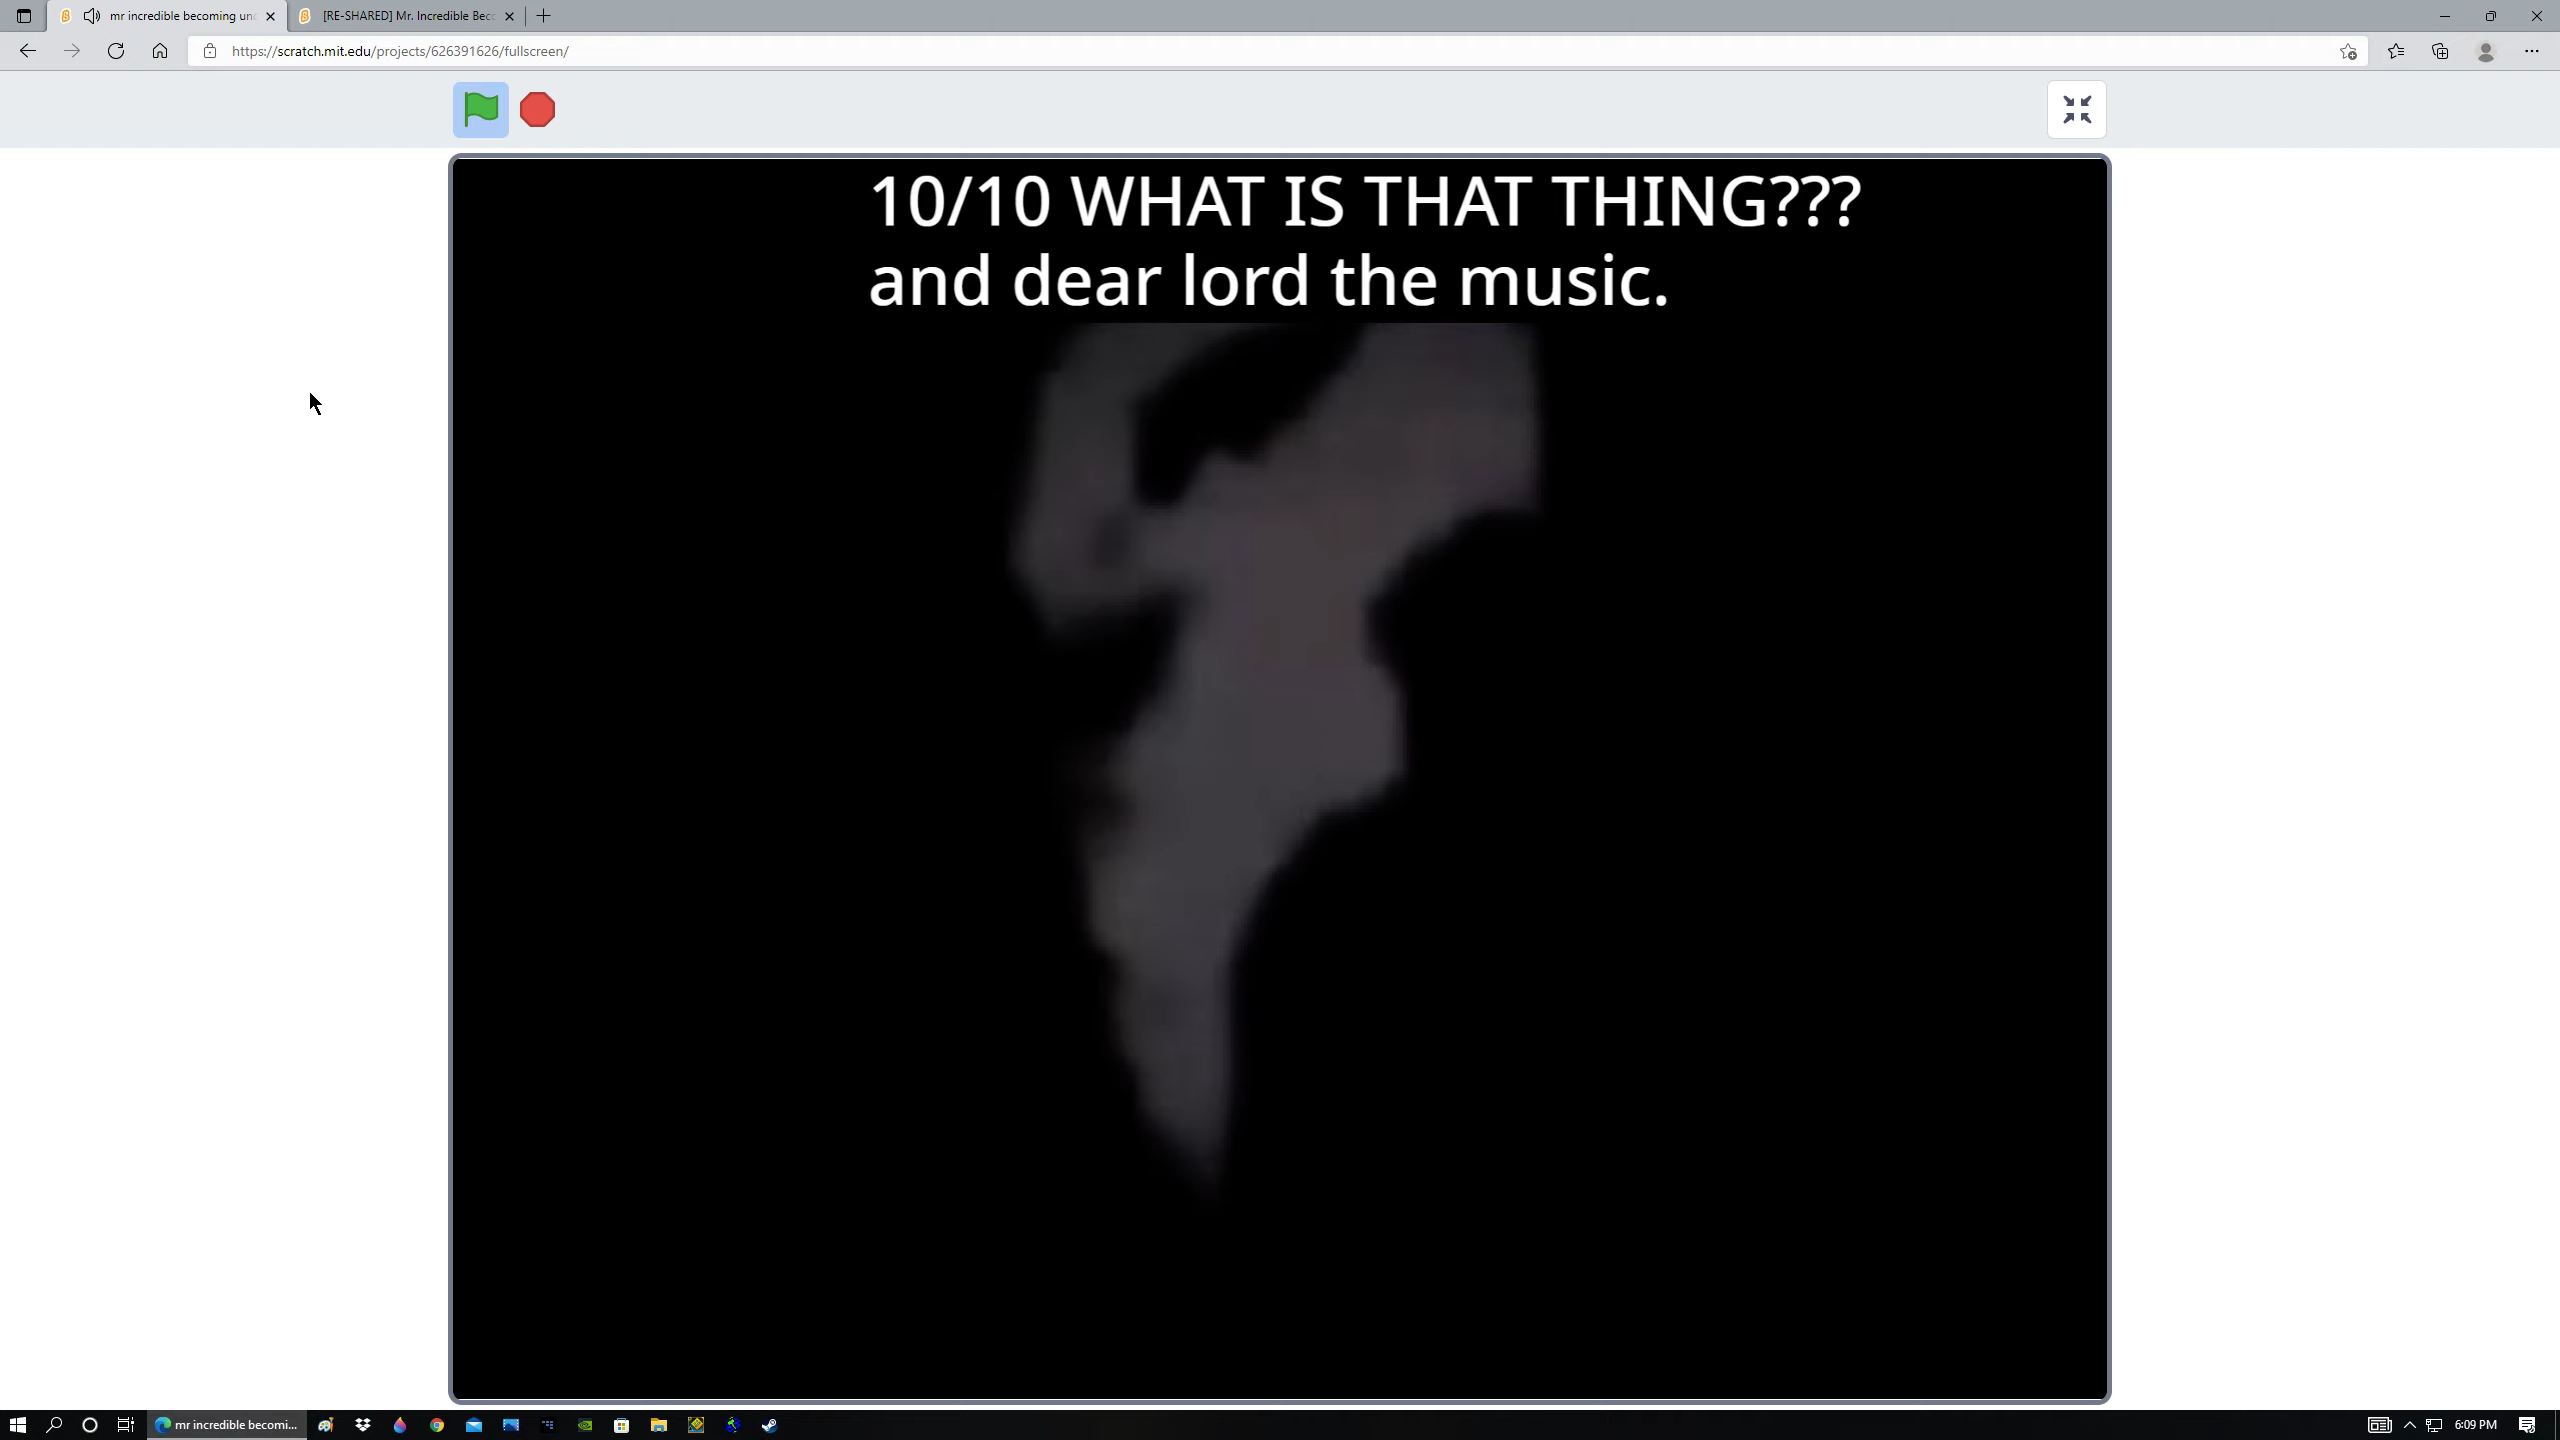 mr incredible becoming un
[RE-SHARED] Mr. Incredible Bec
https://scratch.mit.edu/projects/626391626/fullscreen/
10/10 WHAT IS THAT THING???
and dear lord the music.
mr incredible becomi...
6:09 PM